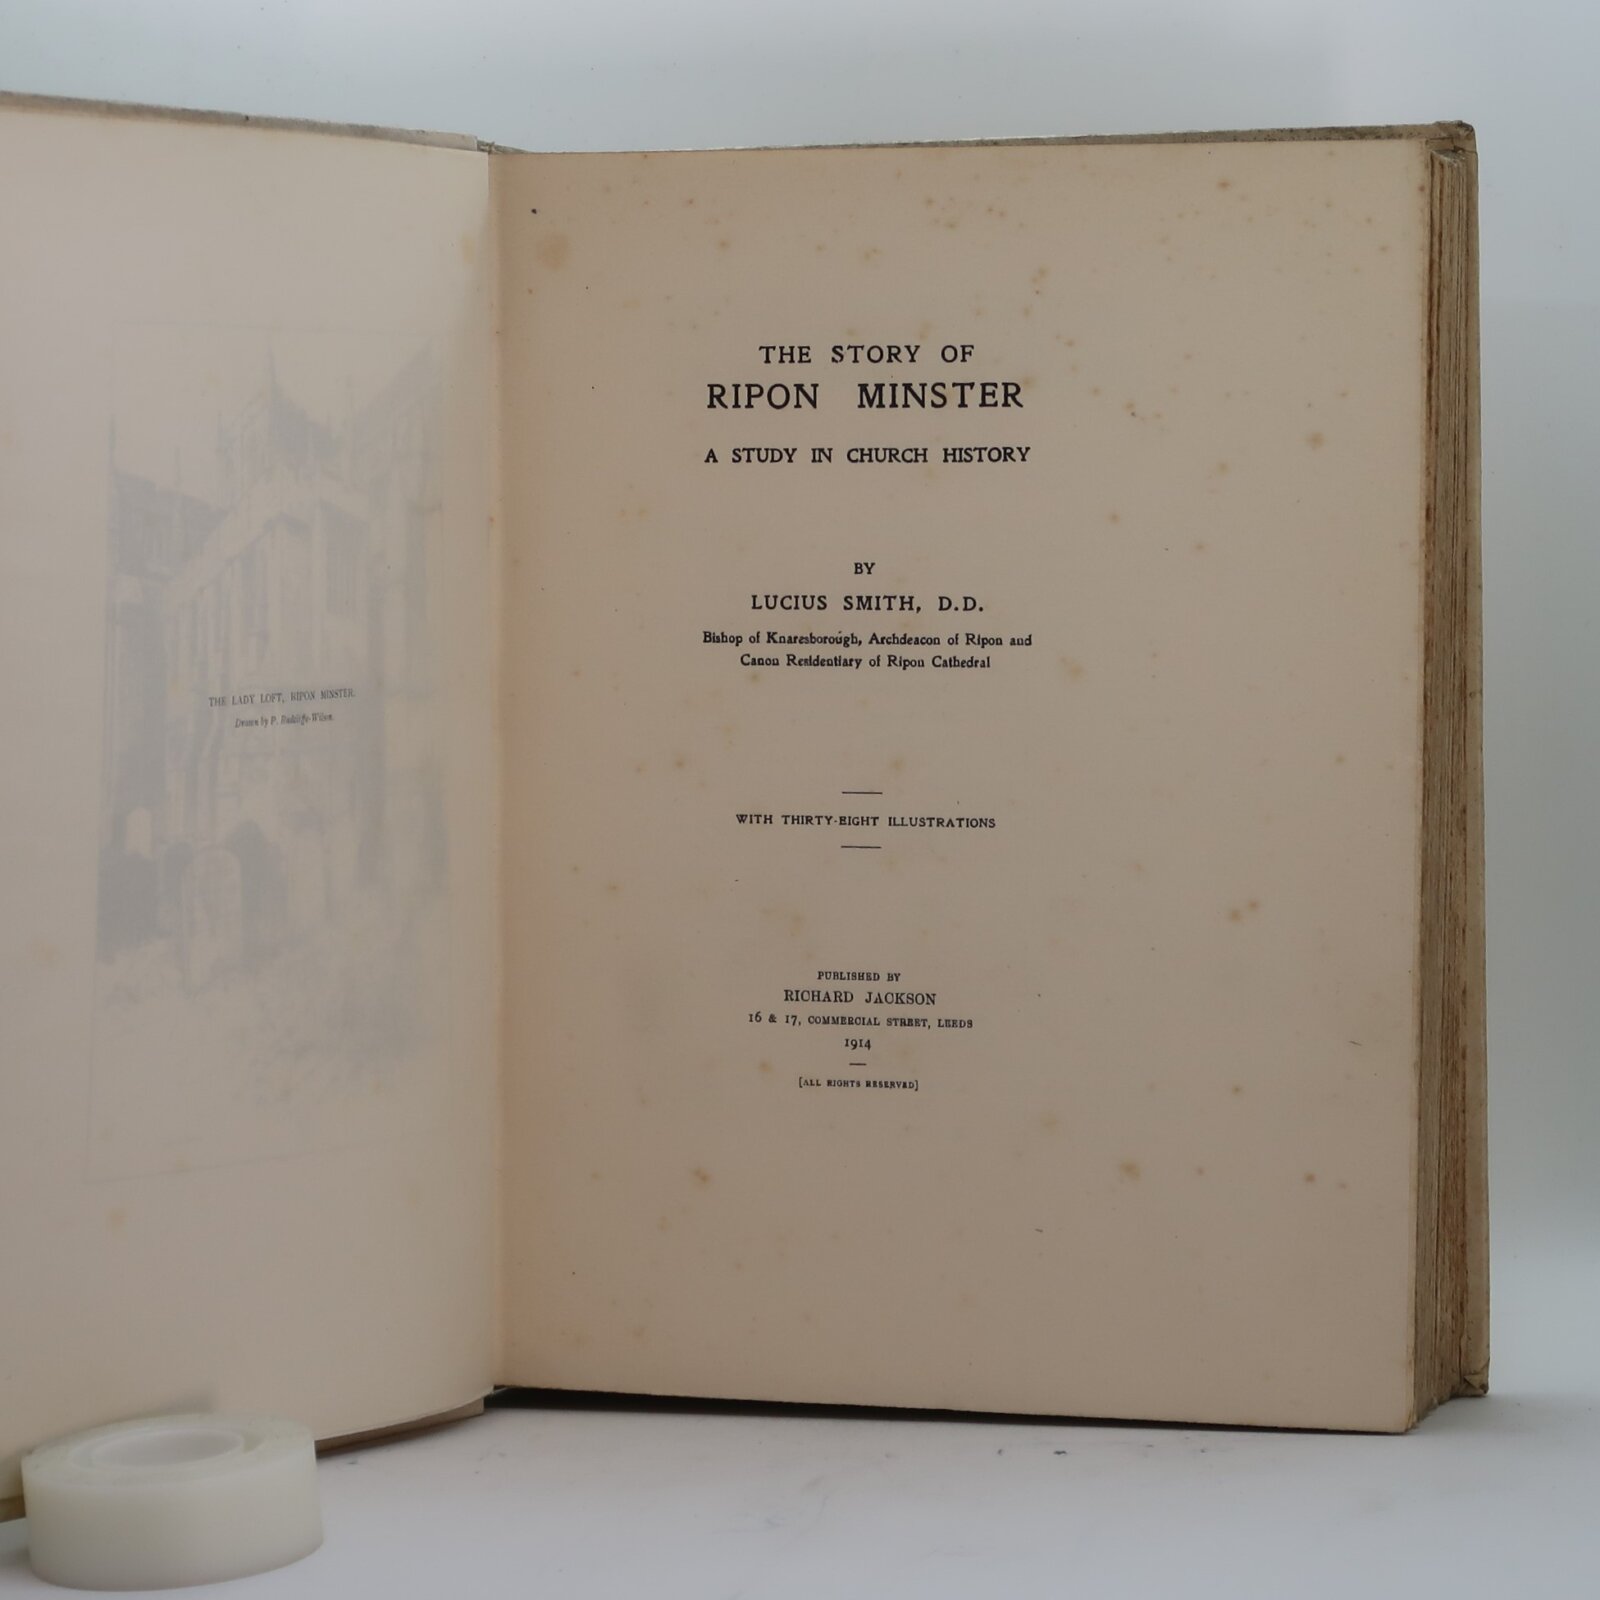 THE LADY LOFT, RIPON MINSTER.
Drawn by P. Radcliffe-Wilson.
THE STORY OF
RIPON MINSTER
A STUDY IN CHURCH HISTORY
BY
LUCIUS SMITH, D.D.
Bishop of Knaresborough, Archdeacon of Ripon and
Canon Residentiary of Ripon Cathedral
WITH THIRTY-EIGHT ILLUSTRATIONS
PUBLISHED BY
RICHARD JACKSON
16 & 17, COMMERCIAL STREET, LEEDS
1914
[ALL RIGHTS RESERVED]